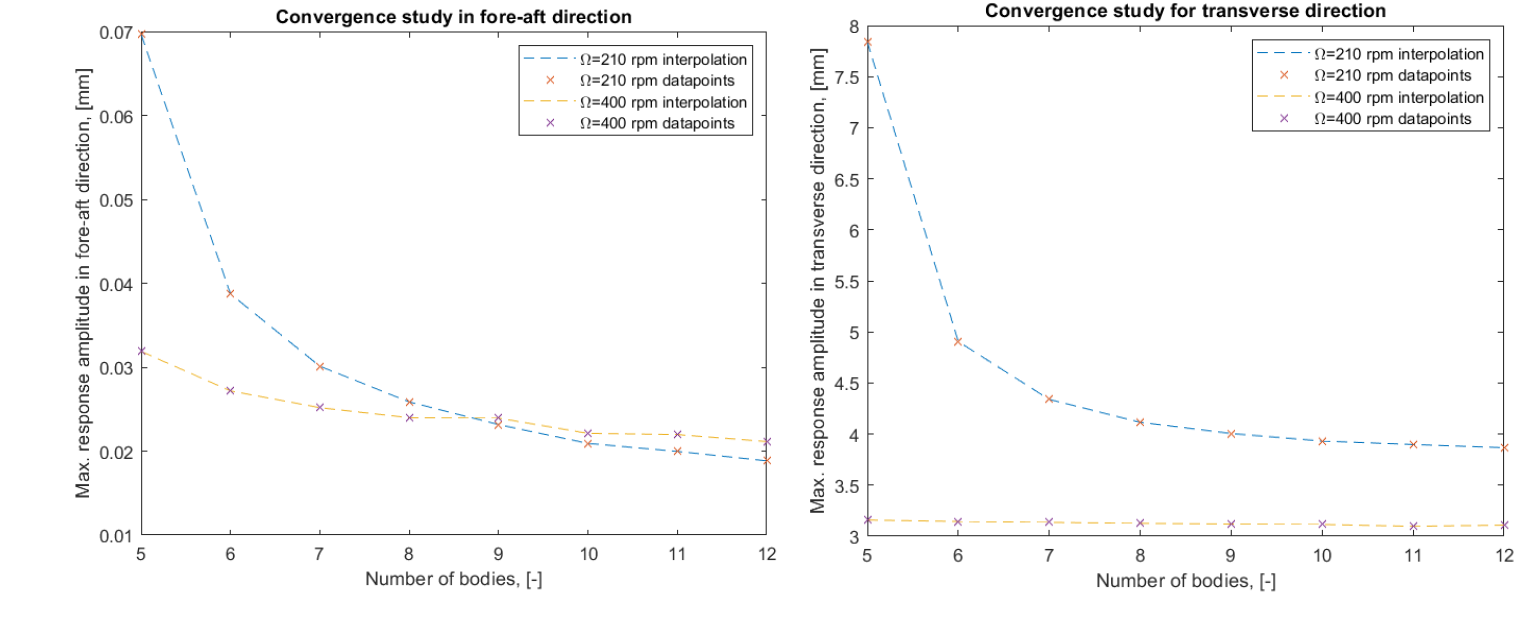 Convergence study in fore-aft direction
Max. response amplitude in fore-aft direction, [mm]
0.07
0.06
0.05
0.04
0.03
0.02
0.01
Ω=210 rpm interpolation
Ω=210 rpm datapoints
Ω=400 rpm interpolation
Ω=400 rpm datapoints
5 6 7 8 9 10 11 12
Number of bodies, [-]
Convergence study for transverse direction
Max. response amplitude in transverse direction, [mm]
8
7.5
7
6.5
6
5.5
5
4.5
4
3.5
3
Ω=210 rpm interpolation
Ω=210 rpm datapoints
Ω=400 rpm interpolation
Ω=400 rpm datapoints
5 6 7 8 9 10 11 12
Number of bodies, [-]